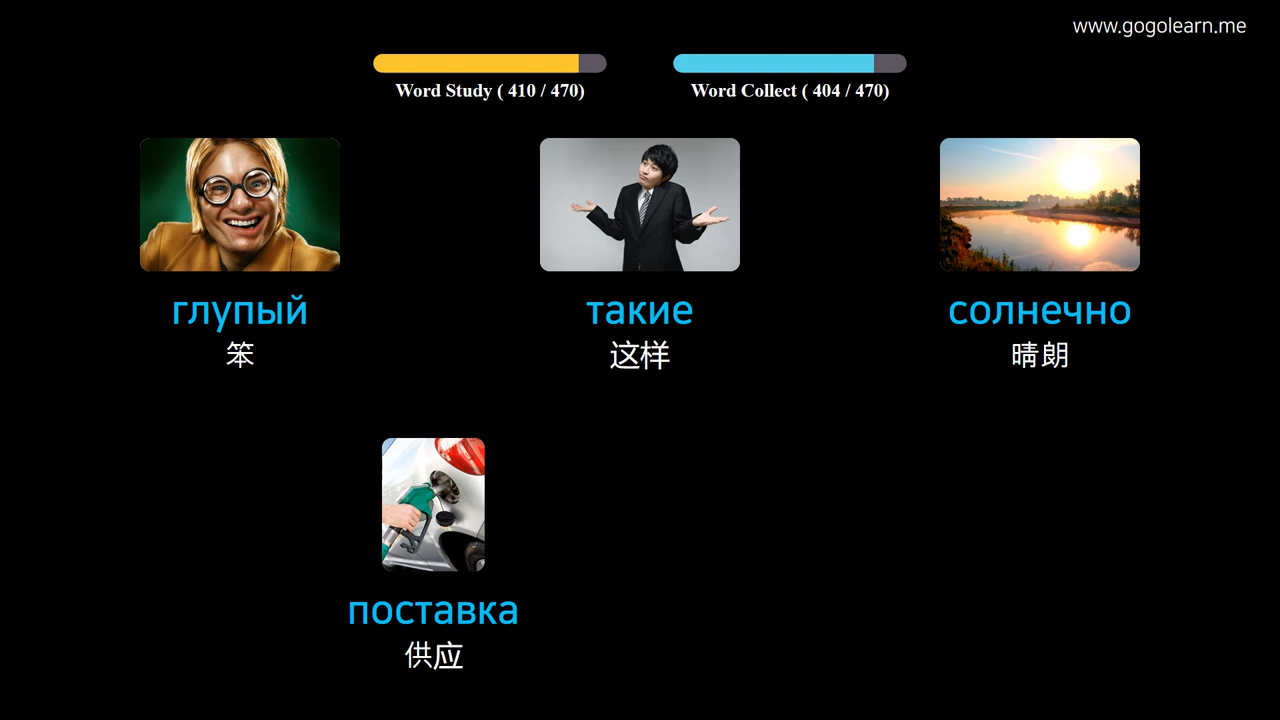 www.gogolearn.me
Word Study ( 410 / 470)
Word Collect ( 404 / 470)
глупый
笨
такие
这样
солнечно
晴朗
поставка
供应